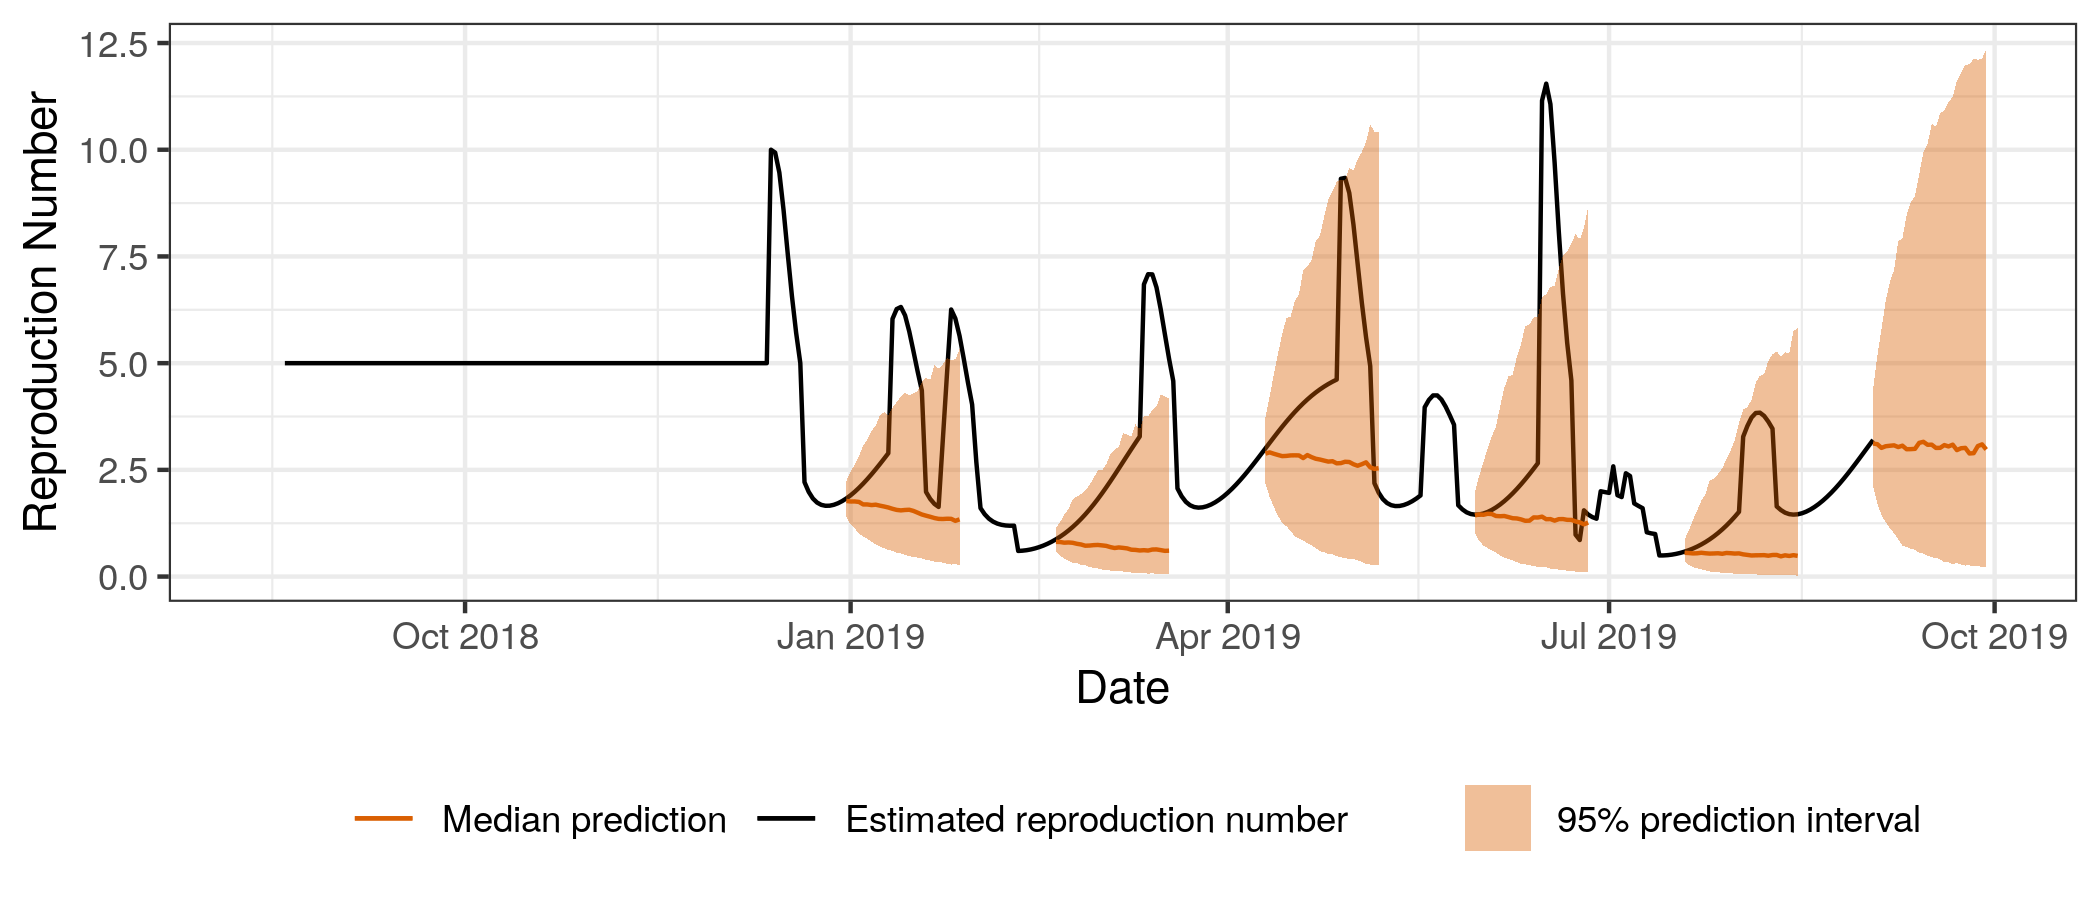 12.5
10.0
7.5
5.0
2.5
0.0
Reproduction Number
Oct 2018 Jan 2019 Apr 2019 Jul 2019 Oct 2019
Date
Median prediction Estimated reproduction number 95% prediction interval